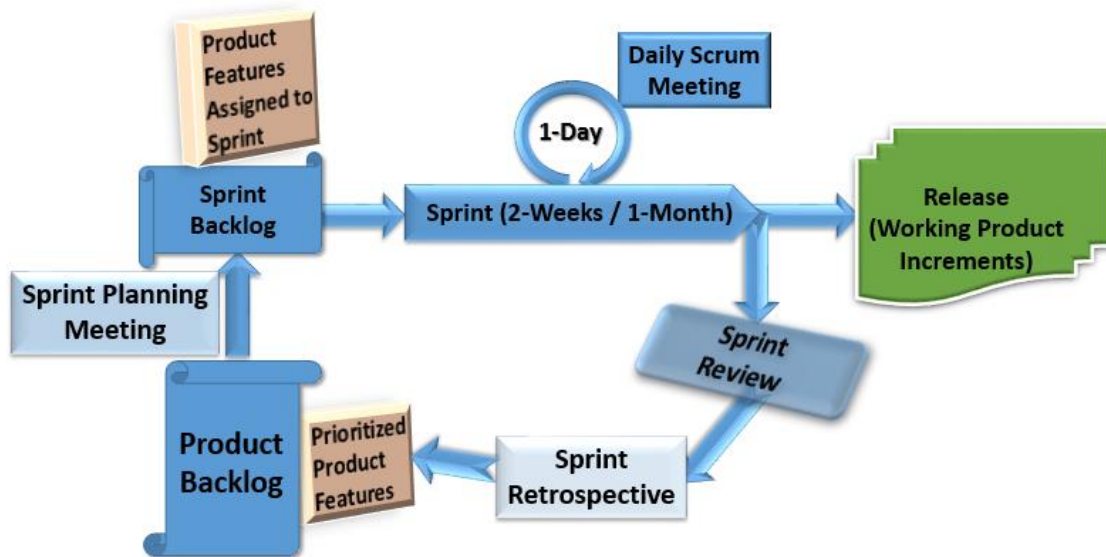 Product
Features
Assigned to
Sprint
Daily Scrum
Meeting
1-Day
Sprint
Backlog
Sprint (2-Weeks / 1-Month)
Release
(Working Product
Increments)
Sprint Planning
Meeting
Sprint
Review
Product
Backlog
Prioritized
Product
Features
Sprint
Retrospective